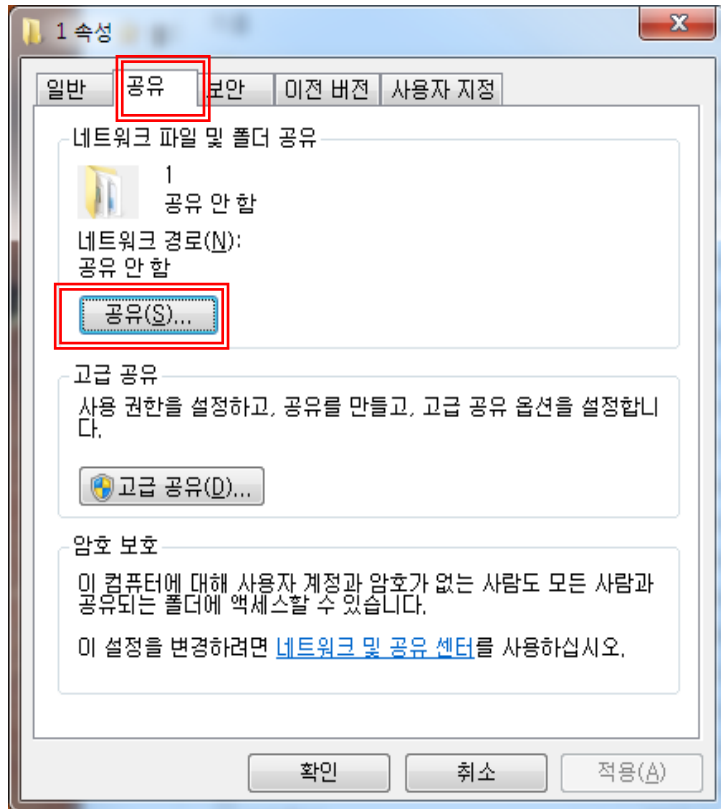 1 속성
일반 공유 보안 이전 버전 사용자 지정
네트워크 파일 및 폴더 공유
1
공유 안 함
네트워크 경로(N):
공유 안 함
공유(S)...
고급 공유
사용 권한을 설정하고, 공유를 만들고, 고급 공유 옵션을 설정합니
다.
고급 공유(D)...
암호 보호
이 컴퓨터에 대해 사용자 계정과 암호가 없는 사람도 모든 사람과
공유되는 폴더에 액세스할 수 있습니다.
이 설정을 변경하려면 네트워크 및 공유 센터를 사용하십시오.
확인 취소 적용(A)